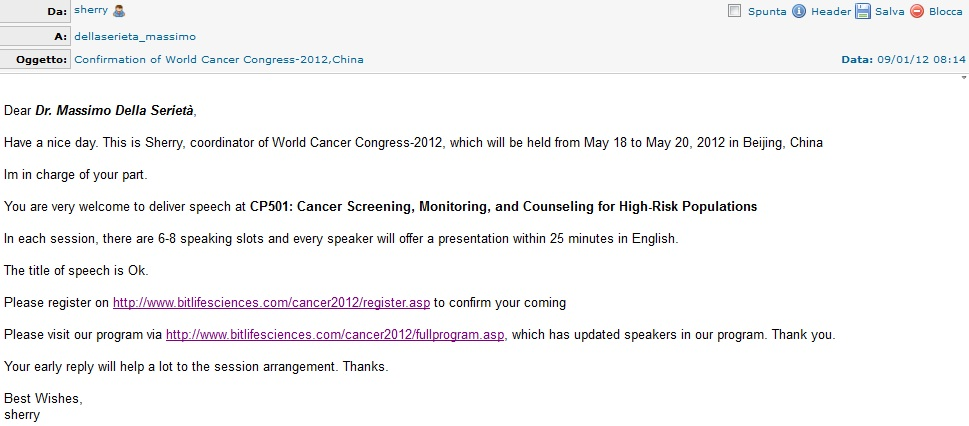 Da: sherry Spunta Header Salva Blocca
A: dellaserieta_massimo
Oggetto: Confirmation of World Cancer Congress-2012,China Data: 09/01/12 08:14
Dear Dr. Massimo Della Serietà,
Have a nice day. This is Sherry, coordinator of World Cancer Congress-2012, which will be held from May 18 to May 20, 2012 in Beijing, China
Im in charge of your part.
You are very welcome to deliver speech at CP501: Cancer Screening, Monitoring, and Counseling for High-Risk Populations
In each session, there are 6-8 speaking slots and every speaker will offer a presentation within 25 minutes in English.
The title of speech is Ok.
Please register on http://www.bitlifesciences.com/cancer2012/register.asp to confirm your coming
Please visit our program via http://www.bitlifesciences.com/cancer2012/fullprogram.asp, which has updated speakers in our program. Thank you.
Your early reply will help a lot to the session arrangement. Thanks.
Best Wishes,
sherry